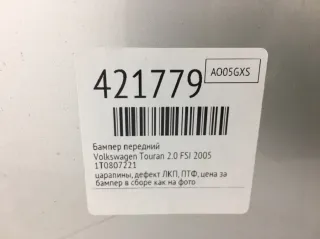 421779
AO05GXS
Бампер передний
Volkswagen Touran 2.0 FSI 2005
1T0807221
царапины, дефект ЛКП, ПТФ, цена за
бампер в сборе как на фото